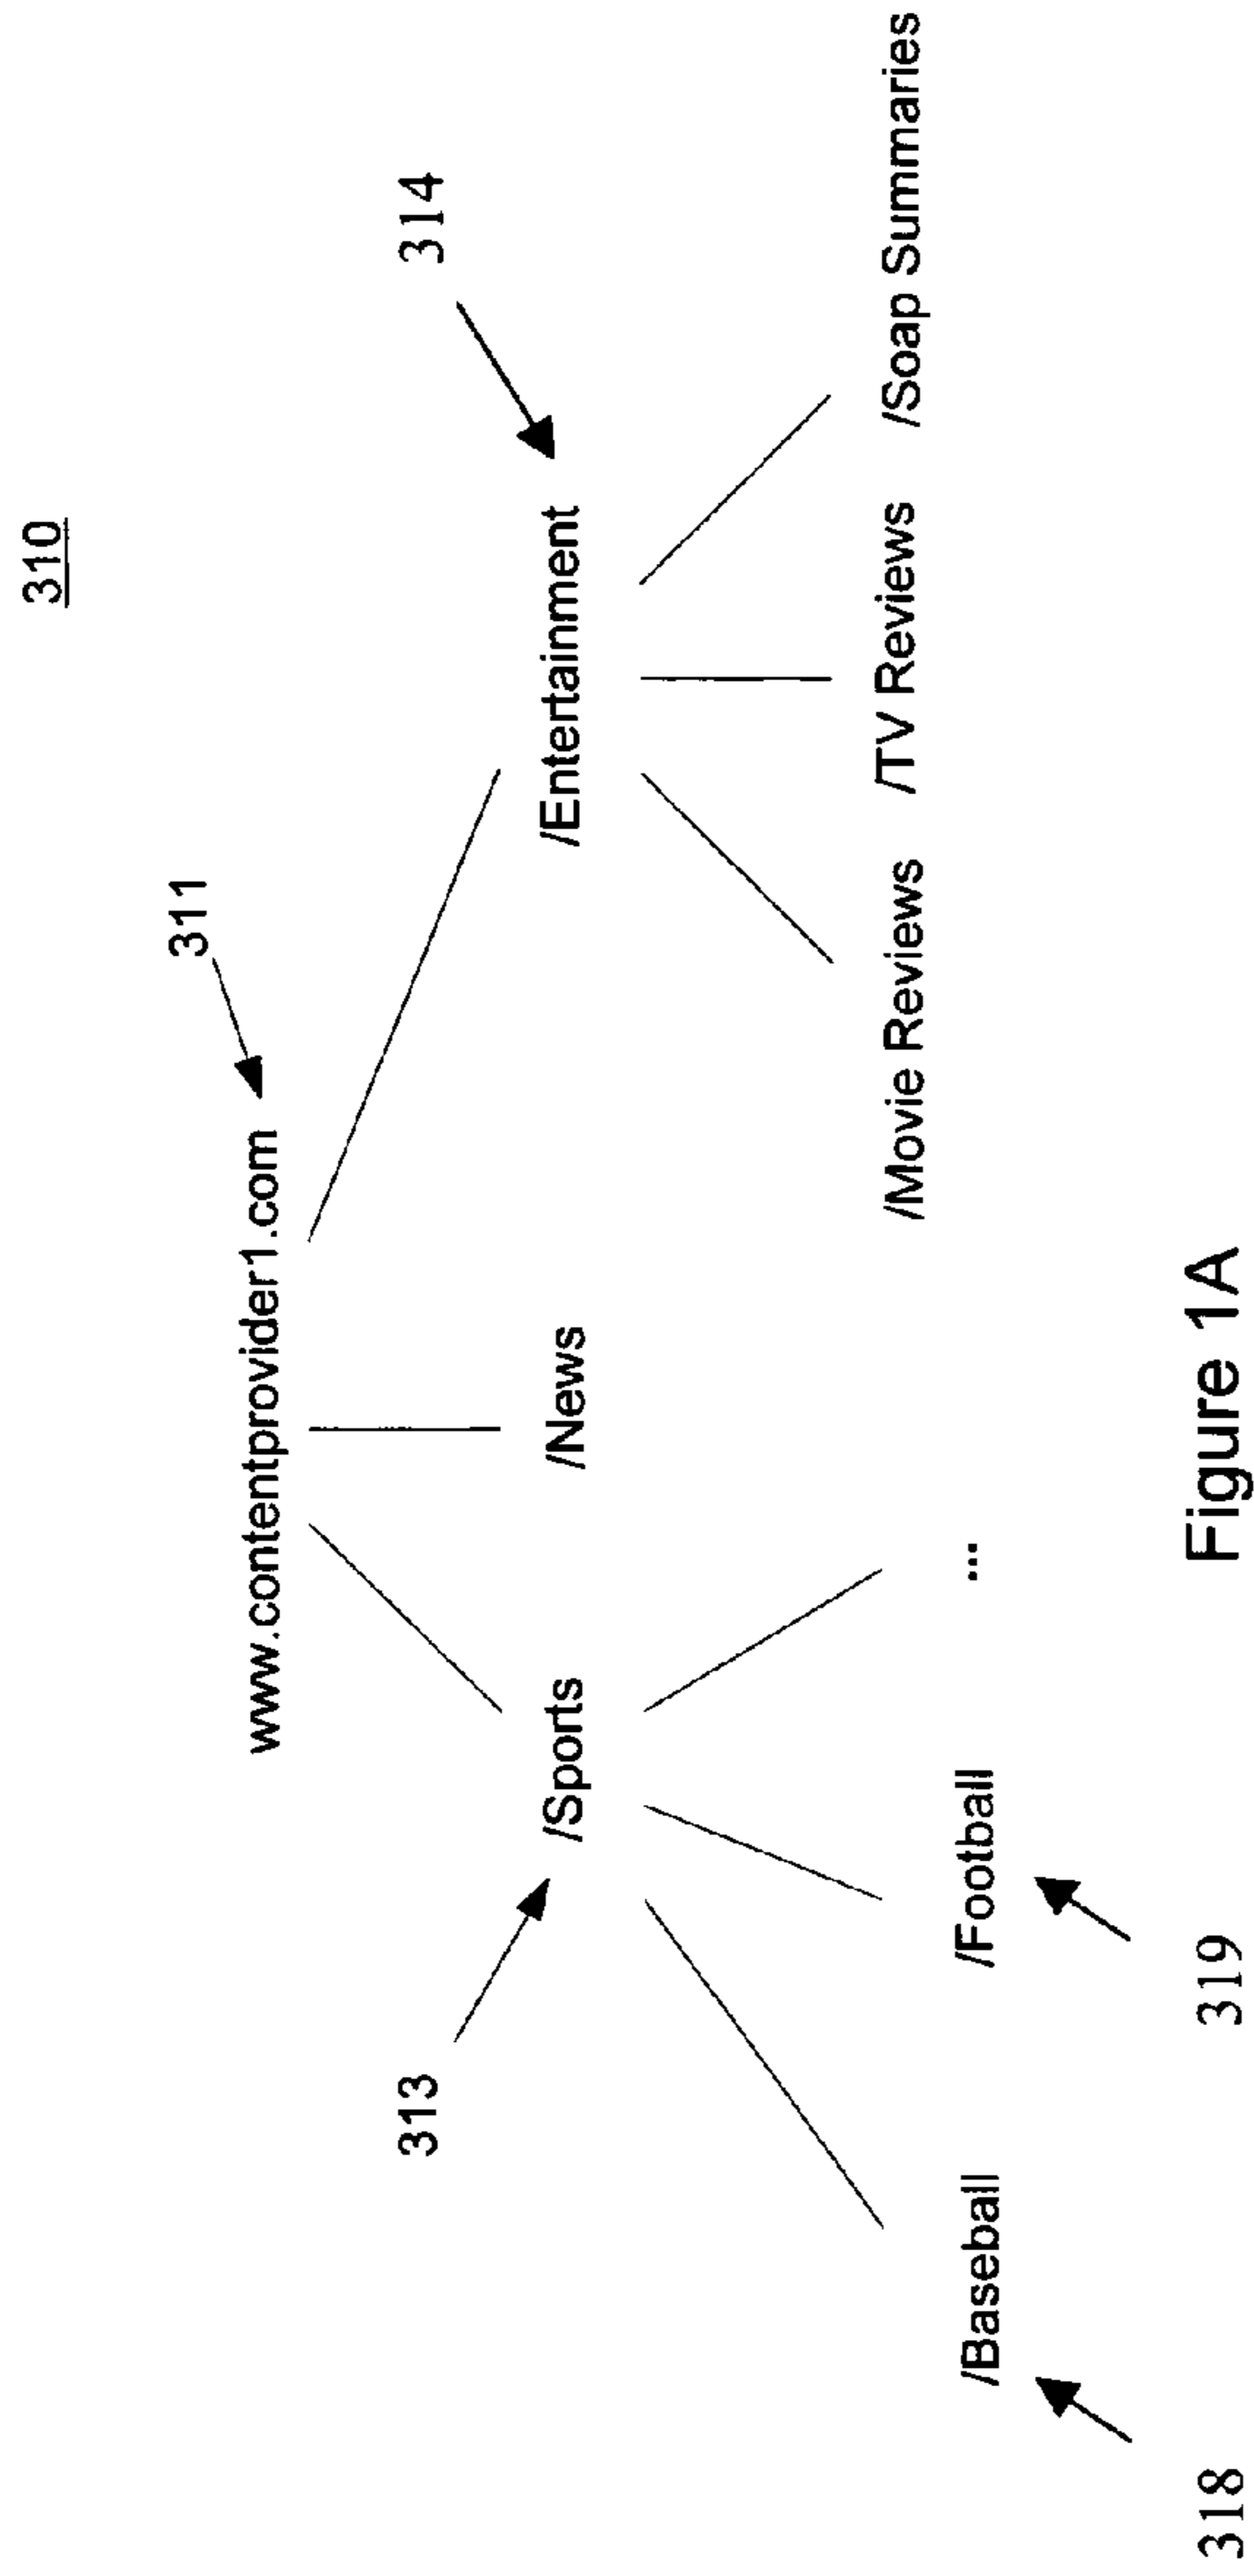 310
311
www.contentprovider1.com
313
314
/Sports
/News
/Entertainment
/Baseball
/Football
...
/Movie Reviews
/TV Reviews
/Soap Summaries
318
319
Figure 1A